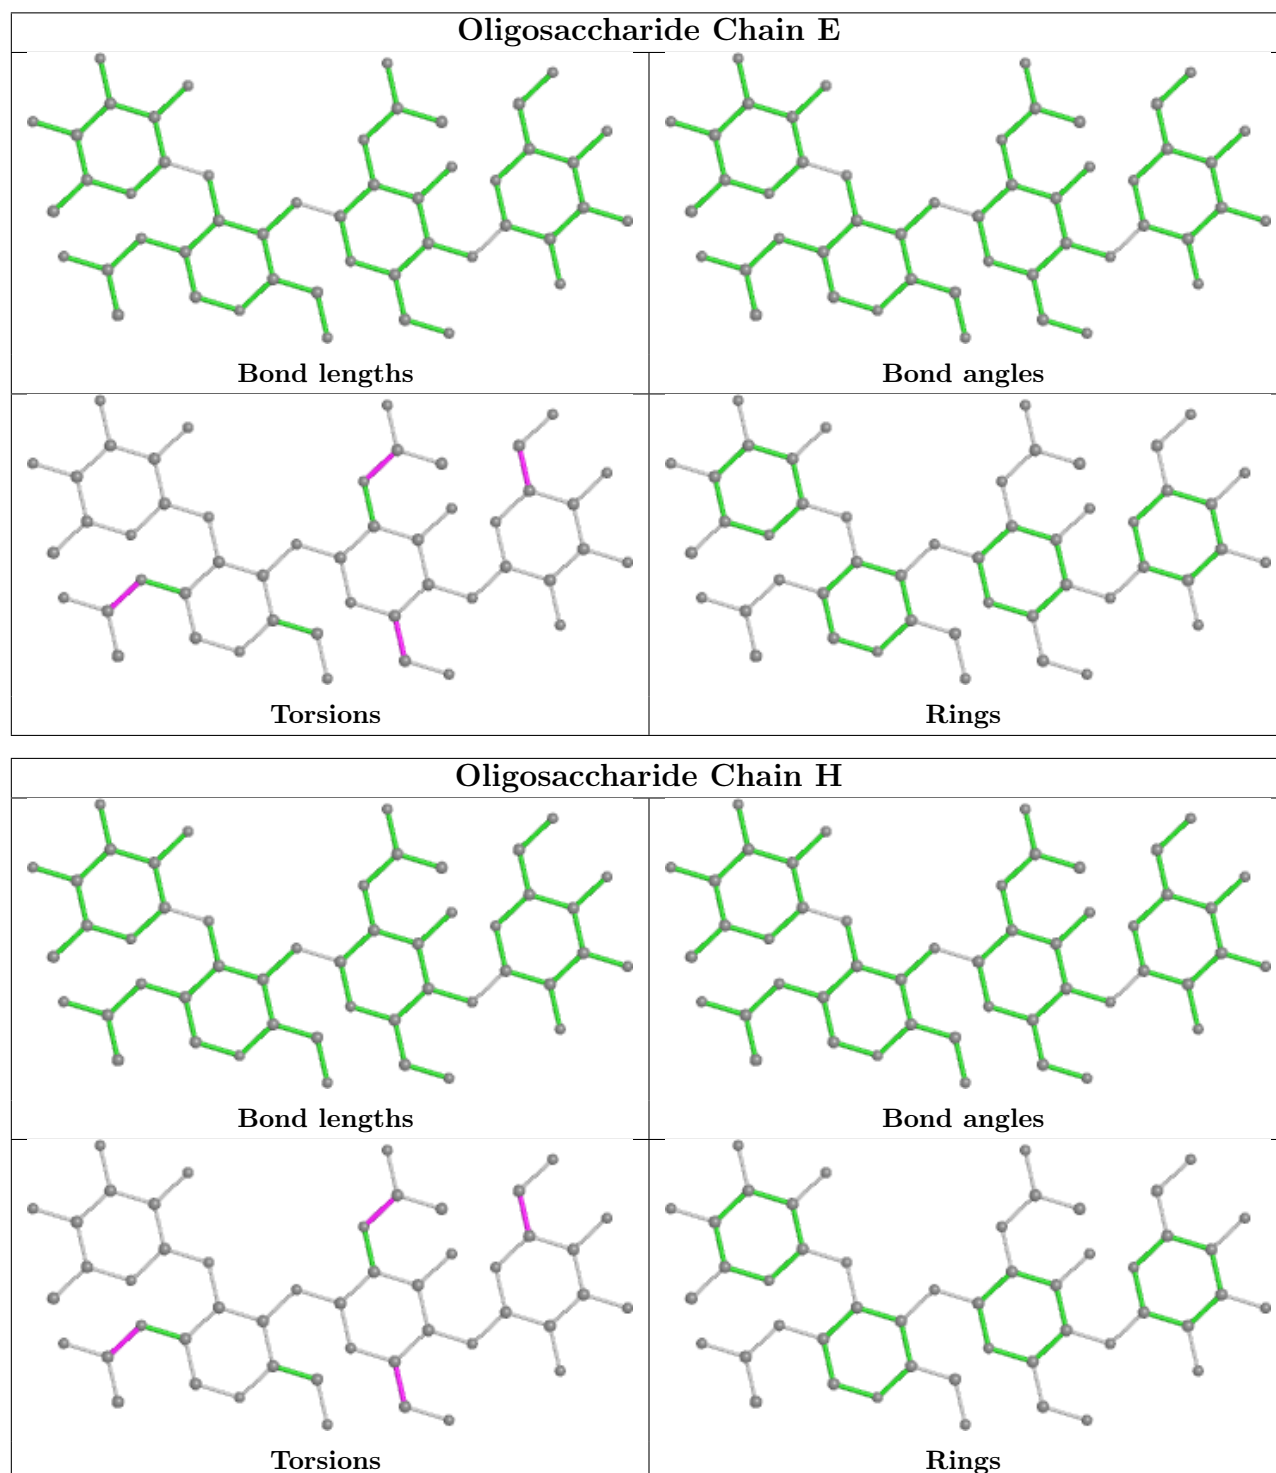 Oligosaccharide Chain E
Bond lengths
Bond angles
Torsions
Rings
Oligosaccharide Chain H
Bond lengths
Bond angles
Torsions
Rings